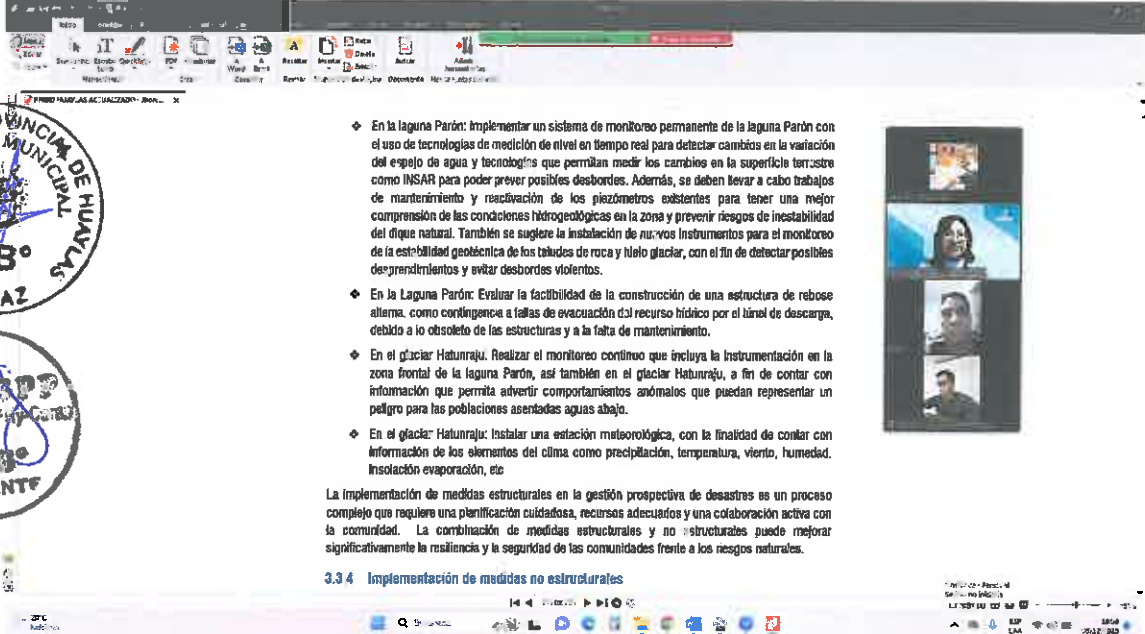 Inicio
PDF
Word
Documento
PPRRD HUAYLAS ACTUALIZADO
PROVINCIAL DE HUAYLAS
MUNICIPAL
❖ En la laguna Parón: Implementar un sistema de monitoreo permanente de la laguna Parón con
el uso de tecnologías de medición de nivel en tiempo real para detectar cambios en la variación
del espejo de agua y tecnologías que permitan medir los cambios en la superficie terrestre
como INSAR para poder prever posibles desbordes. Además, se deben llevar a cabo trabajos
de mantenimiento y reactivación de los piezómetros existentes para tener una mejor
comprensión de las condiciones hidrogeológicas en la zona y prevenir riesgos de inestabilidad
del dique natural. También se sugiere la instalación de nuevos instrumentos para el monitoreo
de la estabilidad geotécnica de los taludes de roca y hielo glaciar, con el fin de detectar posibles
desprendimientos y evitar desbordes violentos.
❖ En la Laguna Parón: Evaluar la factibilidad de la construcción de una estructura de rebose
alterna, como contingencia a fallas de evacuación del recurso hídrico por el túnel de descarga,
debido a lo obsoleto de las estructuras y a la falta de mantenimiento.
❖ En el glaciar Hatunraju. Realizar el monitoreo continuo que incluya la instrumentación en la
zona frontal de la laguna Parón, así también en el glaciar Hatunraju, a fin de contar con
información que permita advertir comportamientos anómalos que puedan representar un
peligro para las poblaciones asentadas aguas abajo.
❖ En el glaciar Hatunraju: Instalar una estación meteorológica, con la finalidad de contar con
información de los elementos del clima como precipitación, temperatura, viento, humedad.
Insolación evaporación, etc
La implementación de medidas estructurales en la gestión prospectiva de desastres es un proceso
complejo que requiere una planificación cuidadosa, recursos adecuados y una colaboración activa con
la comunidad. La combinación de medidas estructurales y no estructurales puede mejorar
significativamente la resiliencia y la seguridad de las comunidades frente a los riesgos naturales.
3.3.4 Implementación de medidas no estructurales
ESP